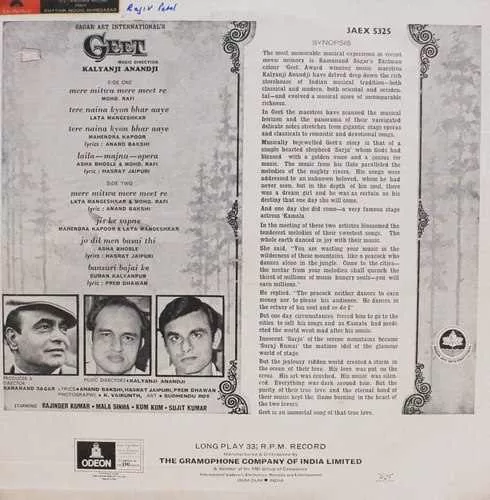 Rajiv Patel
SAGAR ART INTERNATIONAL'S
GEET
MUSIC DIRECTION
KALYANJI ANANDJI
SIDE ONE
mere mitwa mere meet re
MOHD. RAFI
tere naina kyon bhar aaye
LATA MANGESHKAR
tere naina kyon bhar aaye
MAHENDRA KAPOOR
lyrics : ANAND BAKSHI
laila-majnu-opera
ASHA BHOSLE & MOHD. RAFI
lyrics : HASRAT JAIPURI
SIDE TWO
mere mitwa mere meet re
LATA MANGESHKAR & MOHD. RAFI
lyric : ANAND BAKSHI
jis ke sapne
MAHENDRA KAPOOR & LATA MANGESHKAR
jo dil men basai thi
ASHA BHOSLE
lyric : HASRAT JAIPURI
bansuri bajai ke
SUMAN KALYANPUR
lyric : PREM DHAWAN
PRODUCER &
DIRECTOR
RAMANAND SAGAR
MUSIC DIRECTORS • KALYANJI ANANDJI
LYRICS • ANAND BAKSHI, HASRAT JAIPURI, PREM DHAWAN
PHOTOGRAPHY • K. VAIKUNTH, ART • SUDHENDU ROY
STARRING RAJINDER KUMAR • MALA SINHA • KUM KUM • SUJIT KUMAR
JAEX 5325
SYNOPSIS
The most memorable musical experience in recent
movie memory is Ramanand Sagar's Eastman
colour Geet. Award winning music maestros
Kalyanji Anandji have delved deep down the rich
storehouse of Indian musical tradition—both
classical and modern, both oriental and occiden-
tal—and evolved a musical score of incomparable
richness.
In Geet the maestros have scanned the musical
horizon and the panorama of their variegated
delicate notes stretches from gigantic stage operas
and classicals to romantic and devotional songs.
Musically bejewelled Geet's story is that of a
simple hearted shepherd 'Sarju' whom Gods had
blessed with a golden voice and a genius for
music. The music from his flute paralleled the
melodies of the mighty rivers. His songs were
addressed to an unknown beloved, whom he had
never seen, but in the depth of his soul, there
was a dream girl and he was as certain as his
destiny that one day she will come.
And one day she did come—a very famous stage
actress 'Kamala'
In the meeting of these two artistes blossomed the
tenderest melodies of their sweetest songs. The
whole earth danced in joy with their music.
She said, "You are wasting your music in the
wilderness of these mountains, like a peacock who
dances alone in the jungle. Come to the cities—
the nectar from your melodies shall quench the
thirst of millions of music hungry souls—you will
earn millions."
He replied, "The peacock neither dances to earn
money nor to please his audience. He dances in
the ectasy of his soul and so do I"
But one day circumstances forced him to go to the
cities to sell his songs and as Kamala had predi-
cted the world went mad after his music.
Innocent 'Sarju' of the serene mountains became
'Suraj Kumar' the matinee idol of the glamour
world of stage.
But the jealousy ridden world created a storm in
the ocean of their love. His love was put on the
cross. His art was crushed. His music was silen-
ced. Everything was dark around him. But the
purity of their true love and the eternal bond of
their music kept the flame burning in the heart of
the two lovers.
Geet is an immortal song of that true love.
LONG PLAY 33⅓ R.P.M. RECORD
Manufactured & Distributed by
THE GRAMOPHONE COMPANY OF INDIA LIMITED
A member of the EMI Group of Companies
International Leaders in Electronics, Records and Entertainment
DUM DUM • INDIA
ODEON